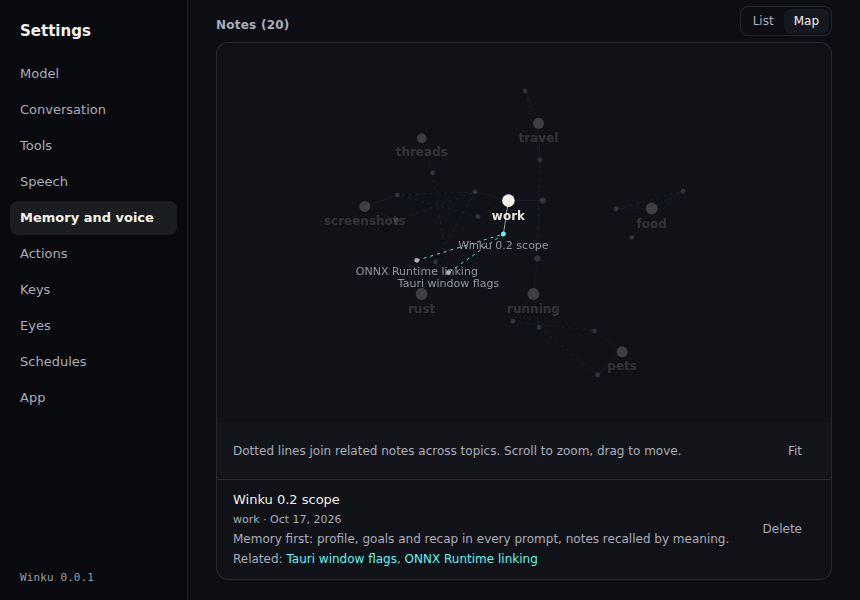 Settings
Model
Conversation
Tools
Speech
Memory and voice
Actions
Keys
Eyes
Schedules
App
Winku 0.0.1
Notes (20)
List Map
travel
threads
screenshots
work
food
Winku 0.2 scope
ONNX Runtime linking
Tauri window flags
rust
running
pets
Dotted lines join related notes across topics. Scroll to zoom, drag to move.
Fit
Winku 0.2 scope
work · Oct 17, 2026
Memory first: profile, goals and recap in every prompt, notes recalled by meaning.
Related: Tauri window flags, ONNX Runtime linking
Delete